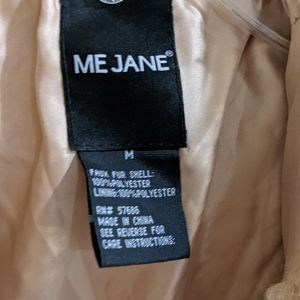 ME JANE®
M
FAUX FUR SHELL:
100%POLYESTER
LINING:100%POLYESTER
RN# 57686
MADE IN CHINA
SEE REVERSE FOR
CARE INSTRUCTIONS: